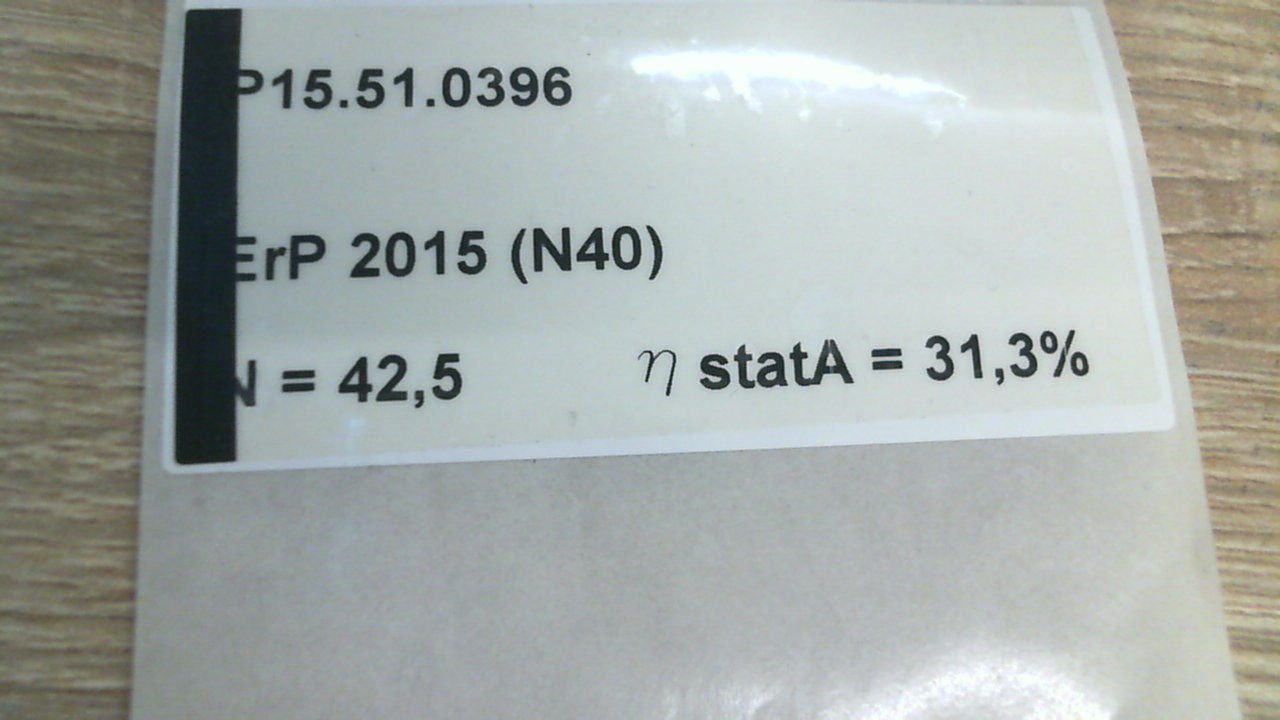 P15.51.0396
ErP 2015 (N40)
N = 42,5 η statA = 31,3%